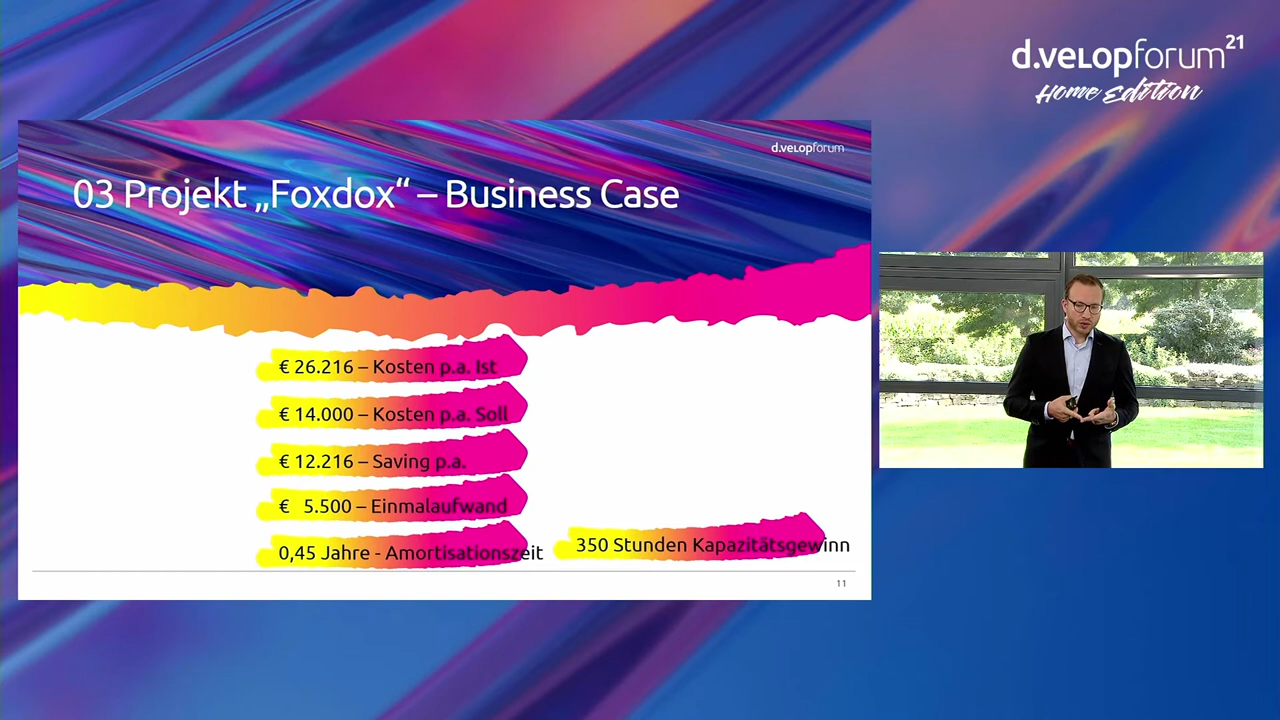 d.velopforum21
Home Edition
d.velopforum
03 Projekt „Foxdox“ – Business Case
€ 26.216 – Kosten p.a. Ist
€ 14.000 – Kosten p.a. Soll
€ 12.216 – Saving p.a.
€ 5.500 – Einmalaufwand
0,45 Jahre - Amortisationszeit
350 Stunden Kapazitätsgewinn
11